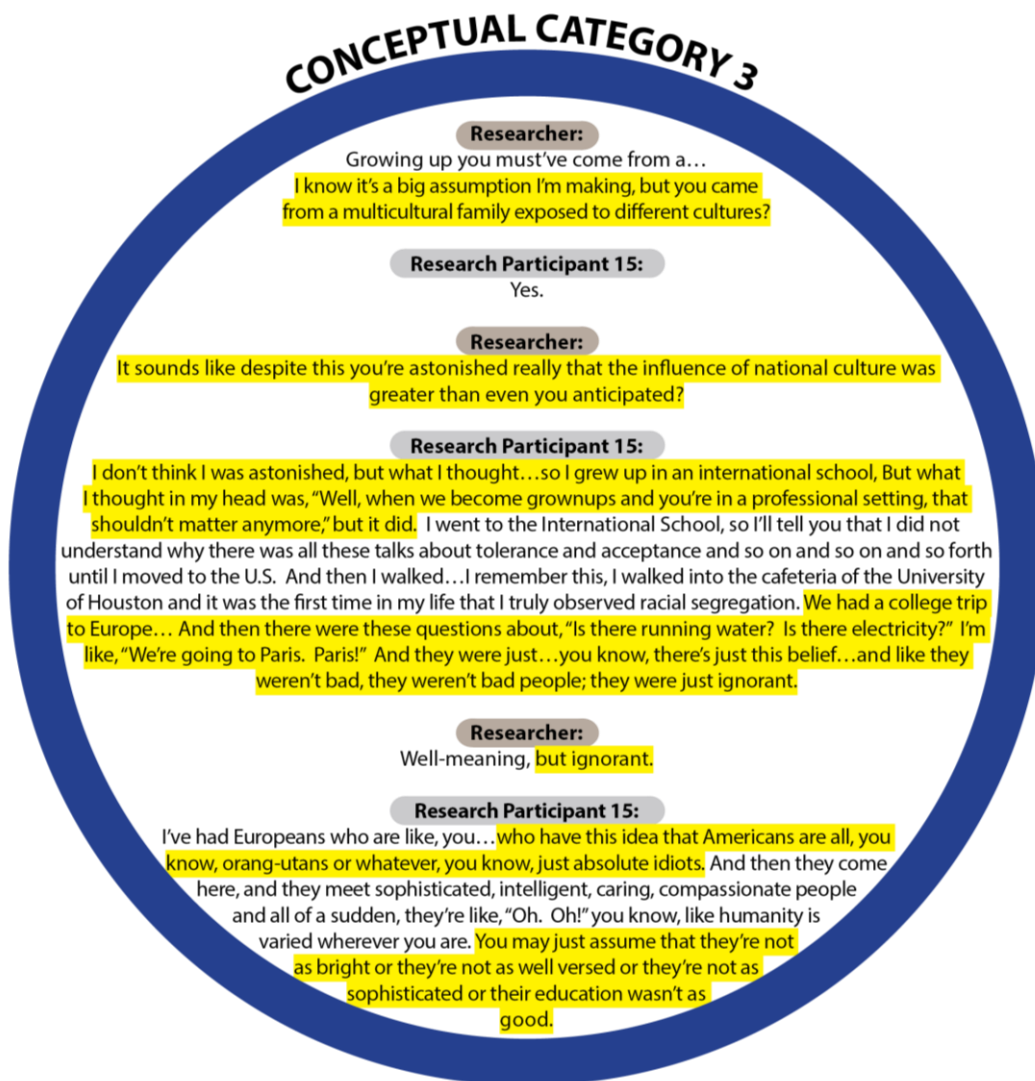 CONCEPTUAL CATEGORY 3
Researcher:
Growing up you must’ve come from a…
I know it’s a big assumption I’m making, but you came
from a multicultural family exposed to different cultures?
Research Participant 15:
Yes.
Researcher:
It sounds like despite this you’re astonished really that the influence of national culture was
greater than even you anticipated?
Research Participant 15:
I don’t think I was astonished, but what I thought…so I grew up in an international school, But what
I thought in my head was, “Well, when we become grownups and you’re in a professional setting, that
shouldn’t matter anymore,” but it did. I went to the International School, so I’ll tell you that I did not
understand why there was all these talks about tolerance and acceptance and so on and so on and so forth
until I moved to the U.S. And then I walked…I remember this, I walked into the cafeteria of the University
of Houston and it was the first time in my life that I truly observed racial segregation. We had a college trip
to Europe… And then there were these questions about, “Is there running water? Is there electricity?” I’m
like, “We’re going to Paris. Paris!” And they were just…you know, there’s just this belief…and like they
weren’t bad, they weren’t bad people; they were just ignorant.
Researcher:
Well-meaning, but ignorant.
Research Participant 15:
I’ve had Europeans who are like, you…who have this idea that Americans are all, you
know, orang-utans or whatever, you know, just absolute idiots. And then they come
here, and they meet sophisticated, intelligent, caring, compassionate people
and all of a sudden, they’re like, “Oh. Oh!” you know, like humanity is
varied wherever you are. You may just assume that they’re not
as bright or they’re not as well versed or they’re not as
sophisticated or their education wasn’t as
good.